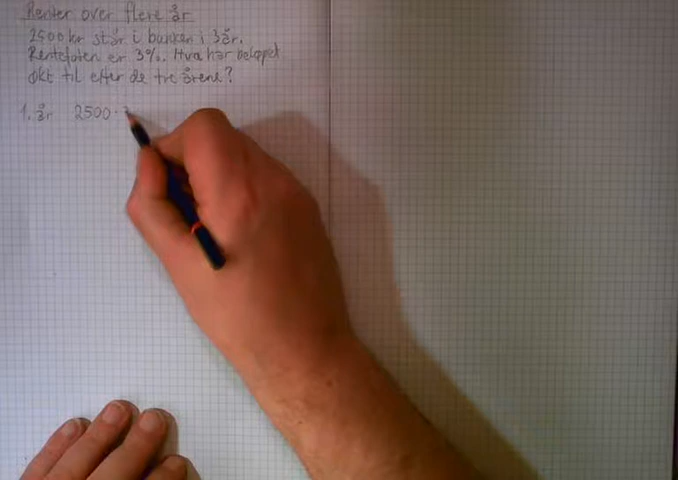 Renter over flere år
2500 kr står i banken i 3 år.
Rentefoten er 3%. Hva har beløpet
økt til etter de tre årene?
1. år 2500 ·